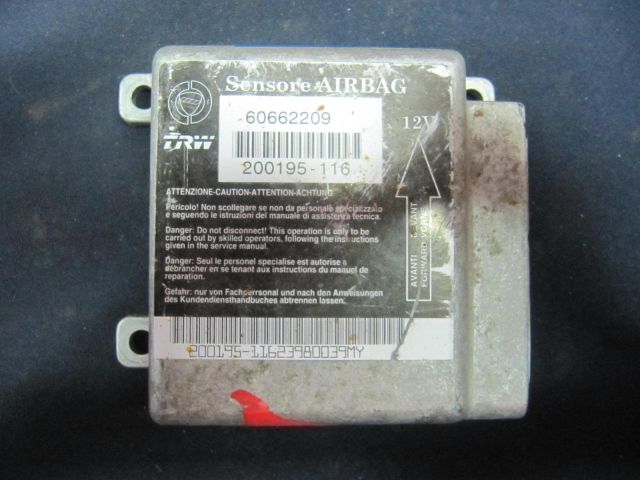 Sensore AIRBAG
60662209
12V
TRW
200195-116
ATTENZIONE-CAUTION-ATTENTION-ACHTUNG
Pericolo! Non scollegare se non da personale specializzato
e seguendo le istruzioni del manuale di assistenza tecnica.
Danger: Do not disconnect! This operation is only to be
carried out by skilled operators, following the instructions
given in the service manual.
Danger: Seul le personel specialise est autorise a
debrancher en se tenant aux instructions du manuel de
reparation.
Gefahr: nur von Fachserrsonal und nach den Anweisungen
des Kundendiensthandbuches abtrennen lassen.
AVANTI DEVANT
FORWARD VORN
200195-11623980039MY